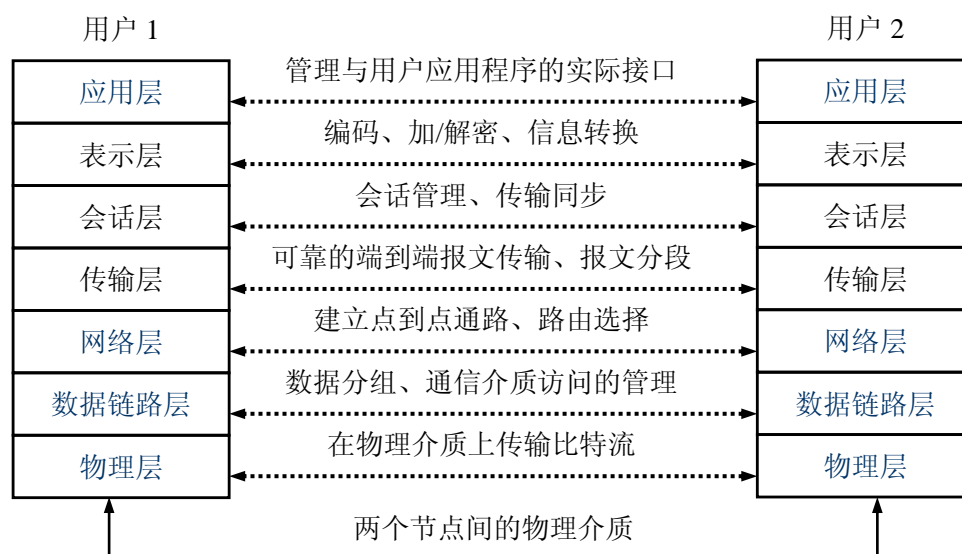 用户 1
用户 2
应用层
管理与用户应用程序的实际接口
应用层
表示层
编码、加/解密、信息转换
表示层
会话层
会话管理、传输同步
会话层
传输层
可靠的端到端报文传输、报文分段
传输层
网络层
建立点到点通路、路由选择
网络层
数据链路层
数据分组、通信介质访问的管理
数据链路层
物理层
在物理介质上传输比特流
物理层
两个节点间的物理介质